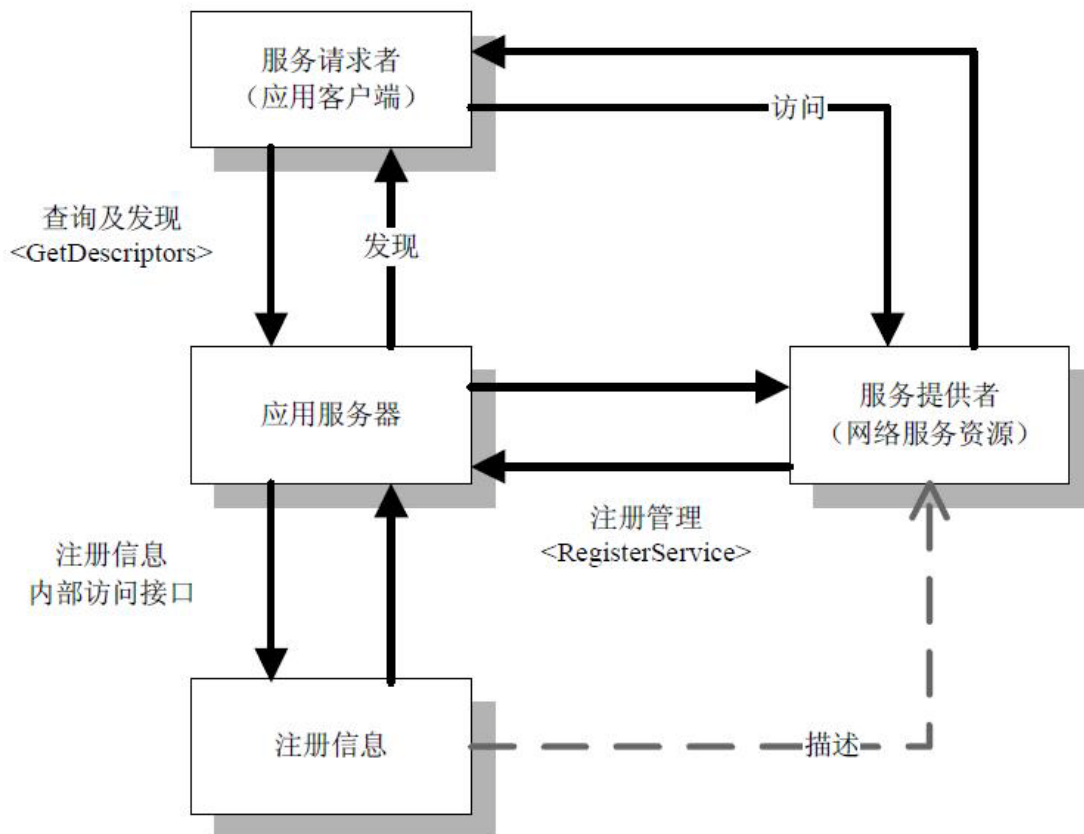 服务请求者
（应用客户端）
访问
查询及发现
<GetDescriptors>
发现
应用服务器
服务提供者
（网络服务资源）
注册管理
<RegisterService>
注册信息
内部访问接口
注册信息
描述